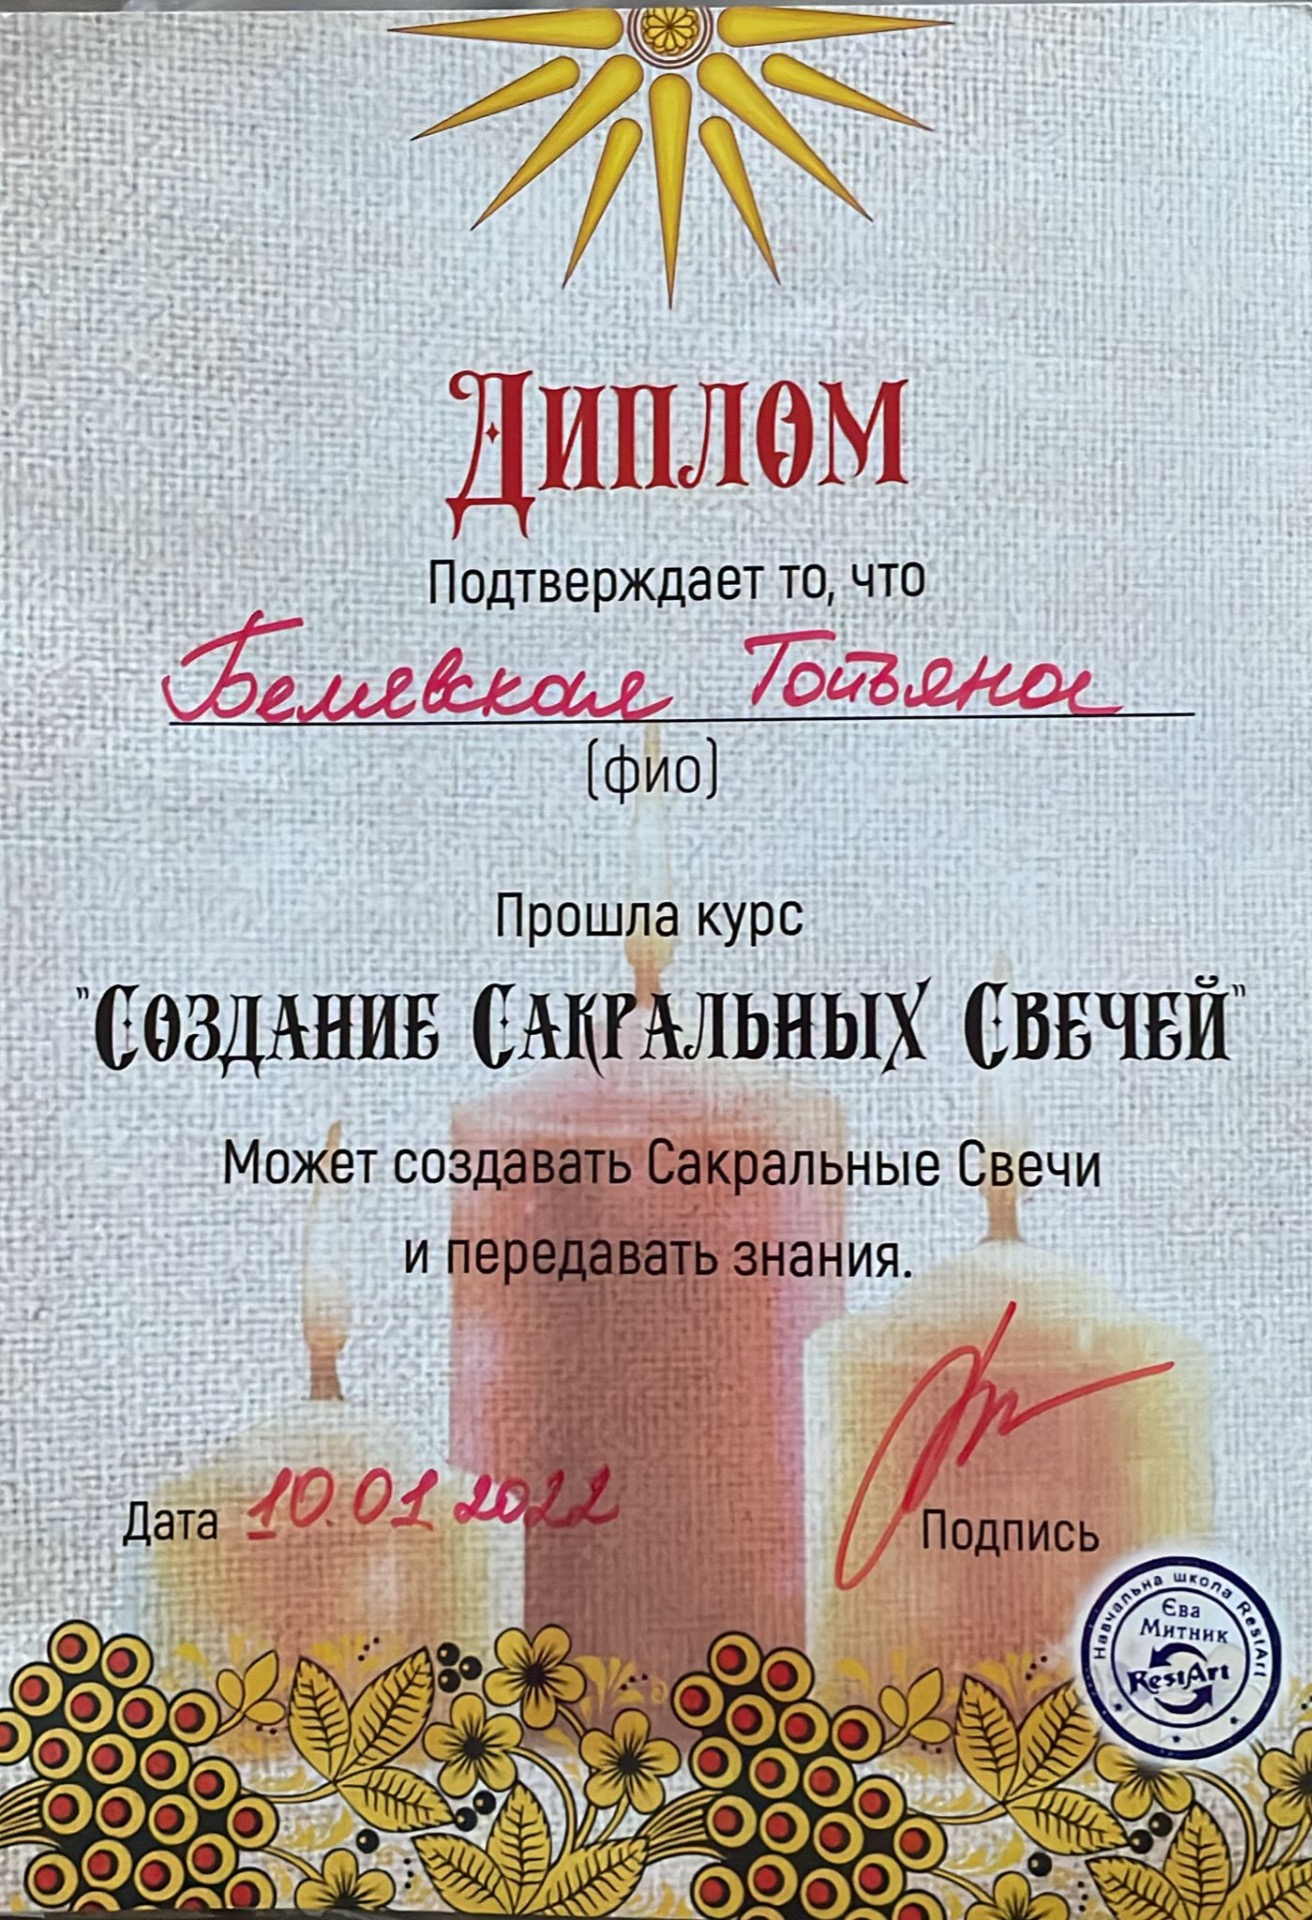 Диплом
Подтверждает то, что
Белявская Татьяна
(фио)
Прошла курс
"Создание Сакральных Свечей"
Может создавать Сакральные Свечи
и передавать знания.
Дата 10.01.2022
Подпись
Навчальна школа RestArt
Єва
Митник
RestArt